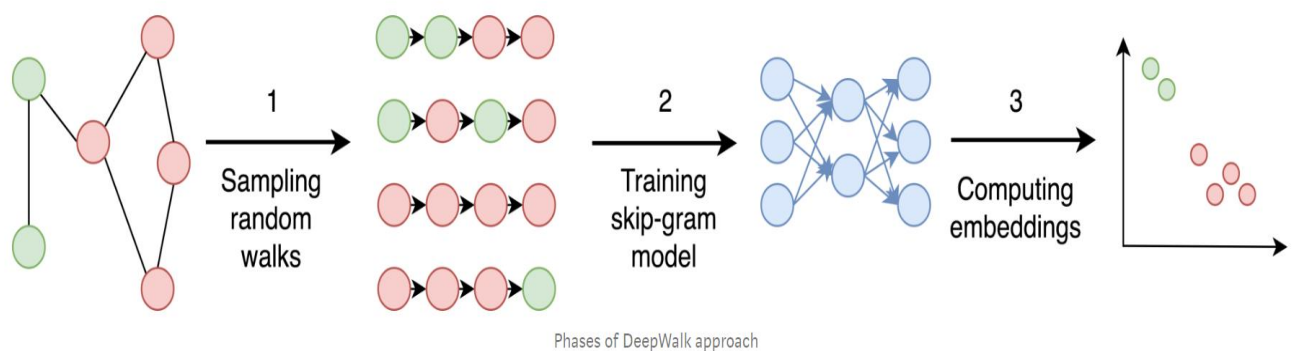 1
Sampling
random
walks
2
Training
skip-gram
model
3
Computing
embeddings
Phases of DeepWalk approach